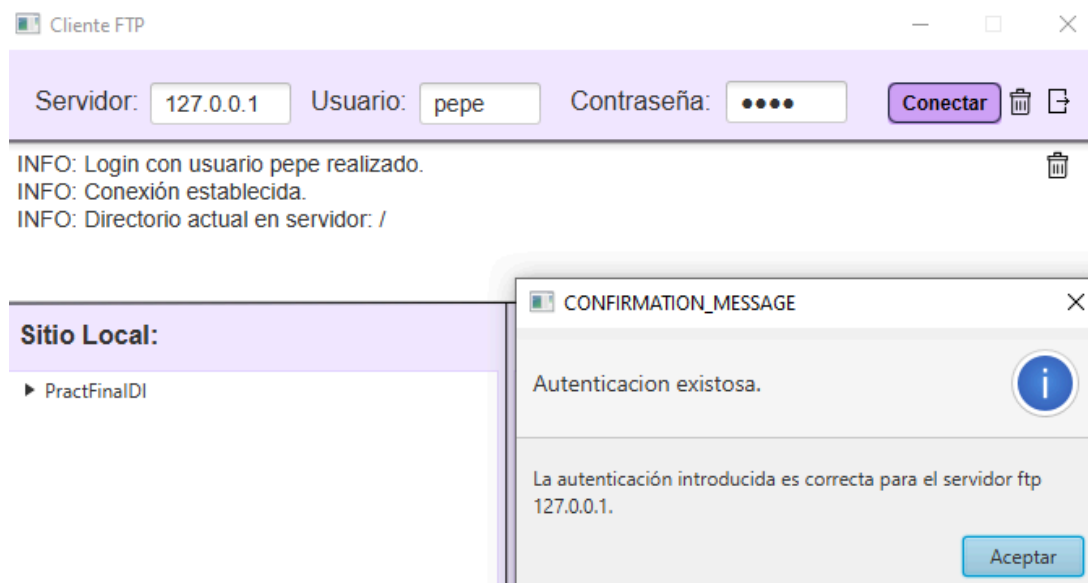 Cliente FTP
Servidor: 127.0.0.1 Usuario: pepe Contraseña: ●●●● Conectar
INFO: Login con usuario pepe realizado.
INFO: Conexión establecida.
INFO: Directorio actual en servidor: /
CONFIRMATION_MESSAGE
Sitio Local:
PractFinalDI
Autenticacion existosa.
La autenticación introducida es correcta para el servidor ftp
127.0.0.1.
Aceptar